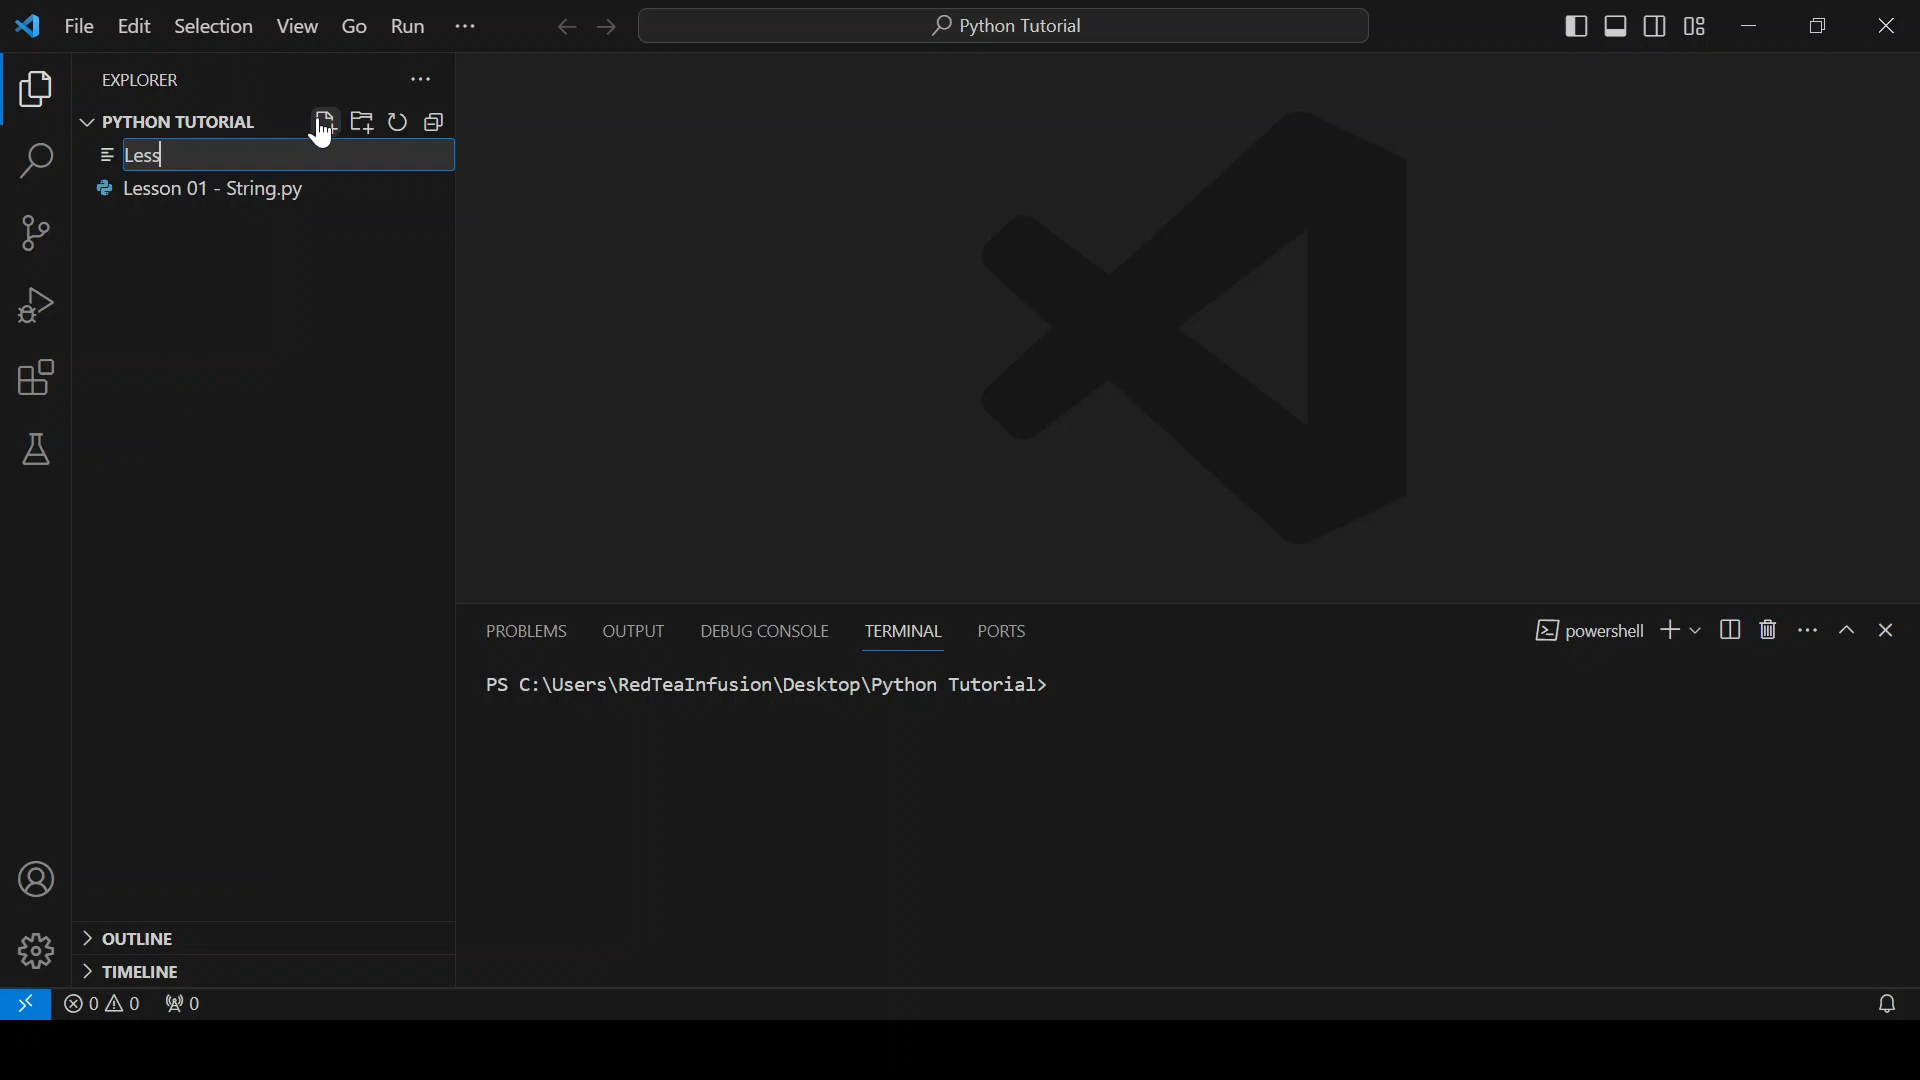 File Edit Selection View Go Run ··· Python Tutorial
EXPLORER ···
PYTHON TUTORIAL
Less
Lesson 01 - String.py
PROBLEMS OUTPUT DEBUG CONSOLE TERMINAL PORTS powershell ···
PS C:\Users\RedTeaInfusion\Desktop\Python Tutorial>
OUTLINE
TIMELINE
0 0 0